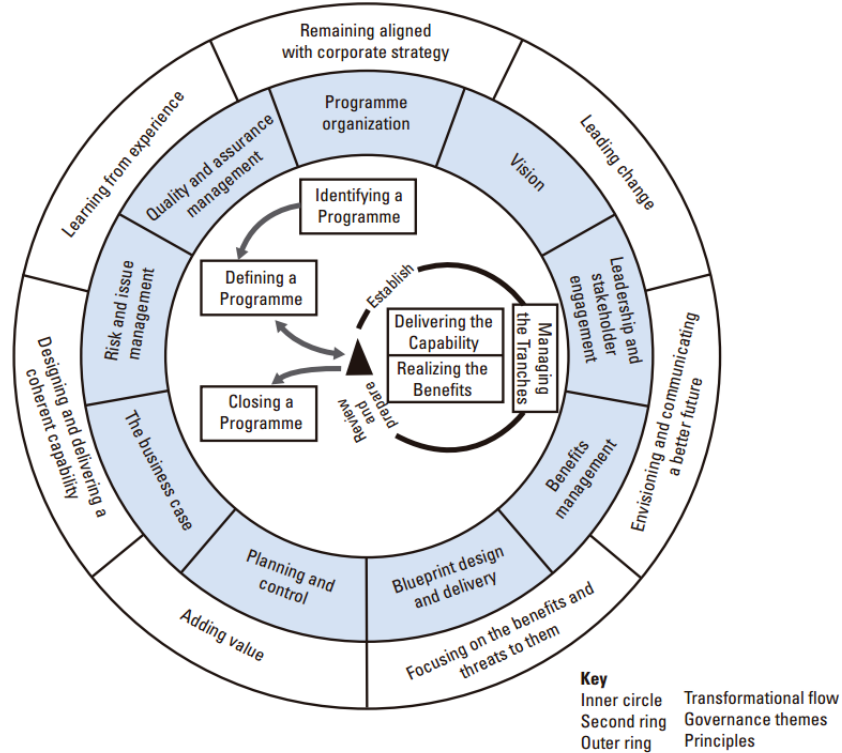 Remaining aligned
with corporate strategy
Leading change
Envisioning and communicating
a better future
Focusing on the benefits and
threats to them
Adding value
Designing and delivering a
coherent capability
Learning from experience
Programme
organization
Vision
Leadership and
stakeholder
engagement
Benefits
management
Blueprint design
and delivery
Planning and
control
The business case
Risk and issue
management
Quality and assurance
management
Identifying a
Programme
Defining a
Programme
Closing a
Programme
Establish
Delivering the
Capability
Realizing the
Benefits
Managing
the Tranches
Review
and
prepare
Key
Inner circle Transformational flow
Second ring Governance themes
Outer ring Principles